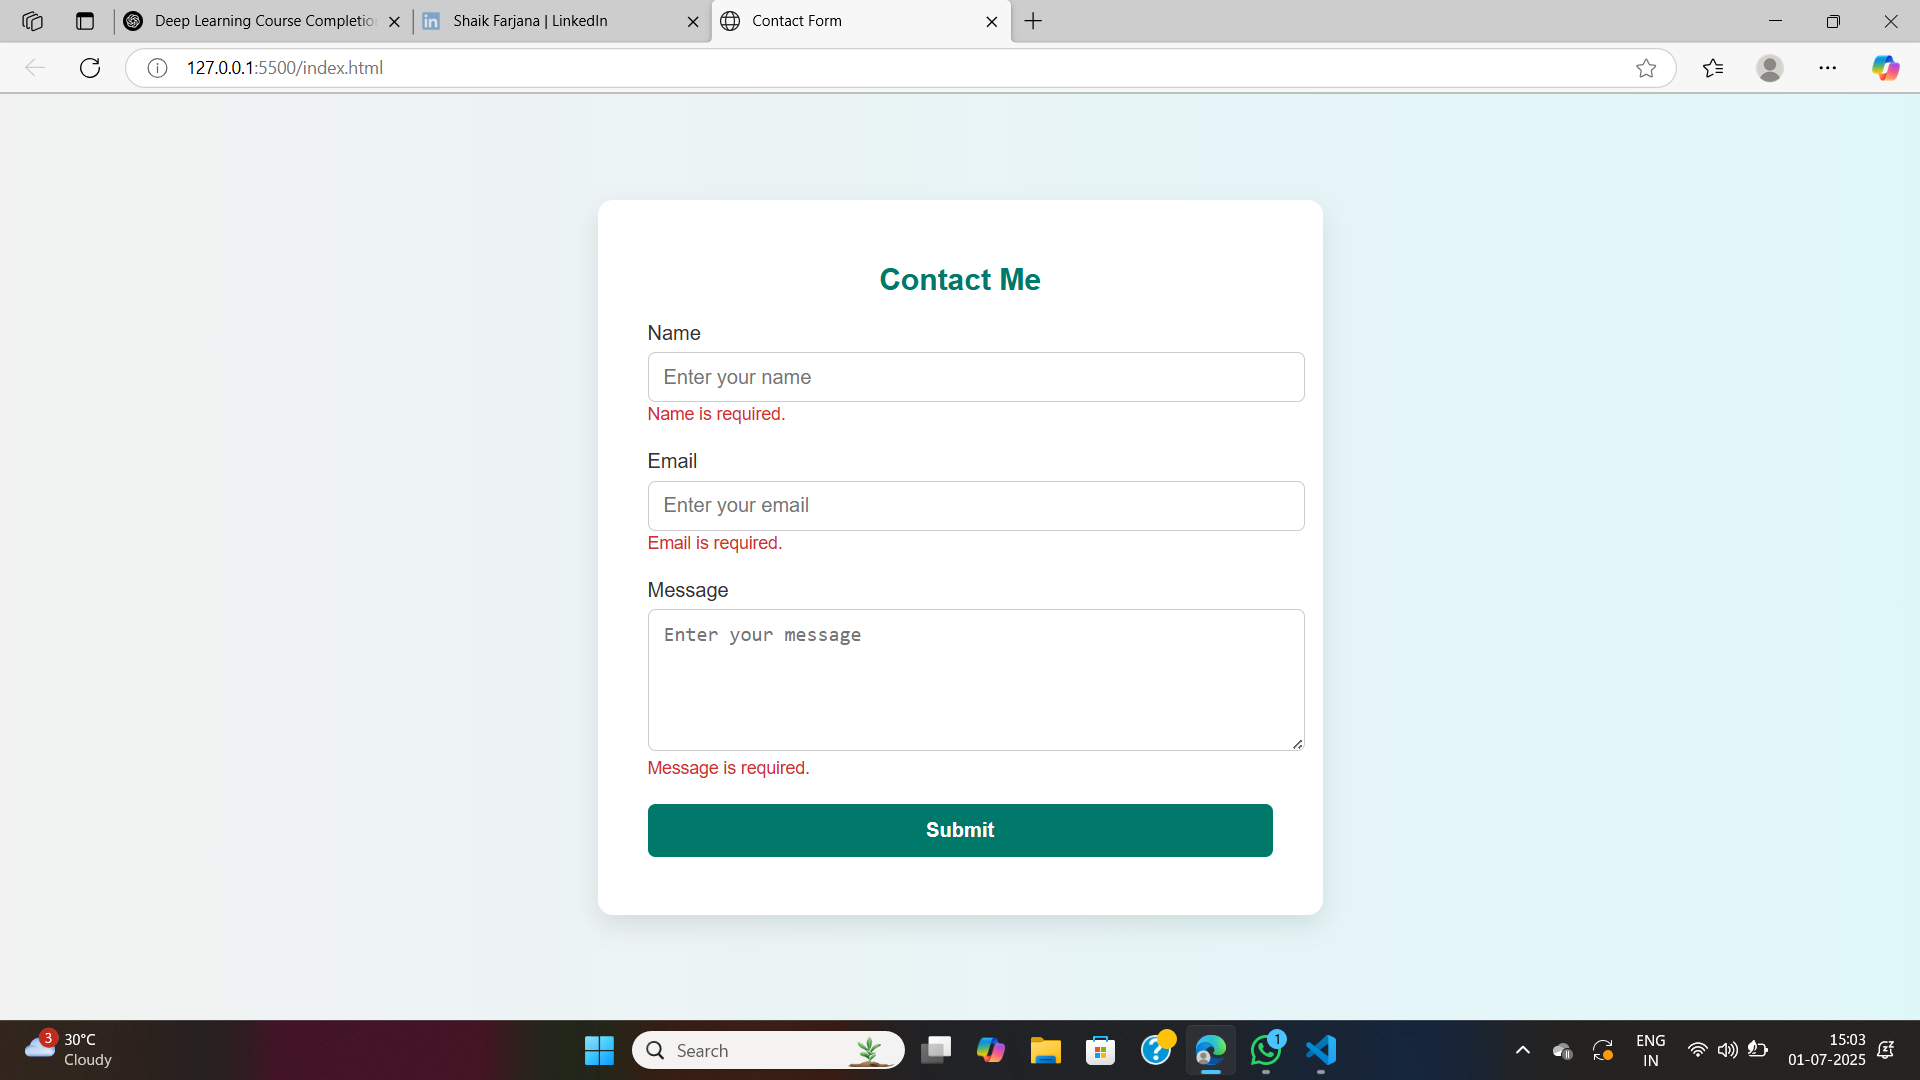 Deep Learning Course Completio
Shaik Farjana | LinkedIn
Contact Form
127.0.0.1:5500/index.html
Contact Me
Name
Enter your name
Name is required.
Email
Enter your email
Email is required.
Message
Enter your message
Message is required.
Submit
3
30°C
Cloudy
Search
1
ENG
IN
15:03
01-07-2025